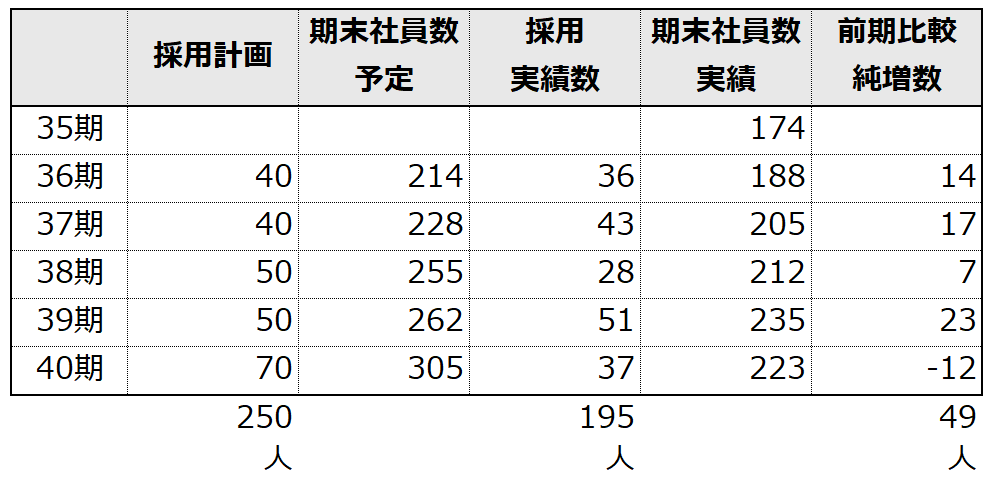 採用計画 期末社員数予定 採用実績数 期末社員数実績 前期比較純増数
35期 174
36期 40 214 36 188 14
37期 40 228 43 205 17
38期 50 255 28 212 7
39期 50 262 51 235 23
40期 70 305 37 223 -12
250人 195人 49人